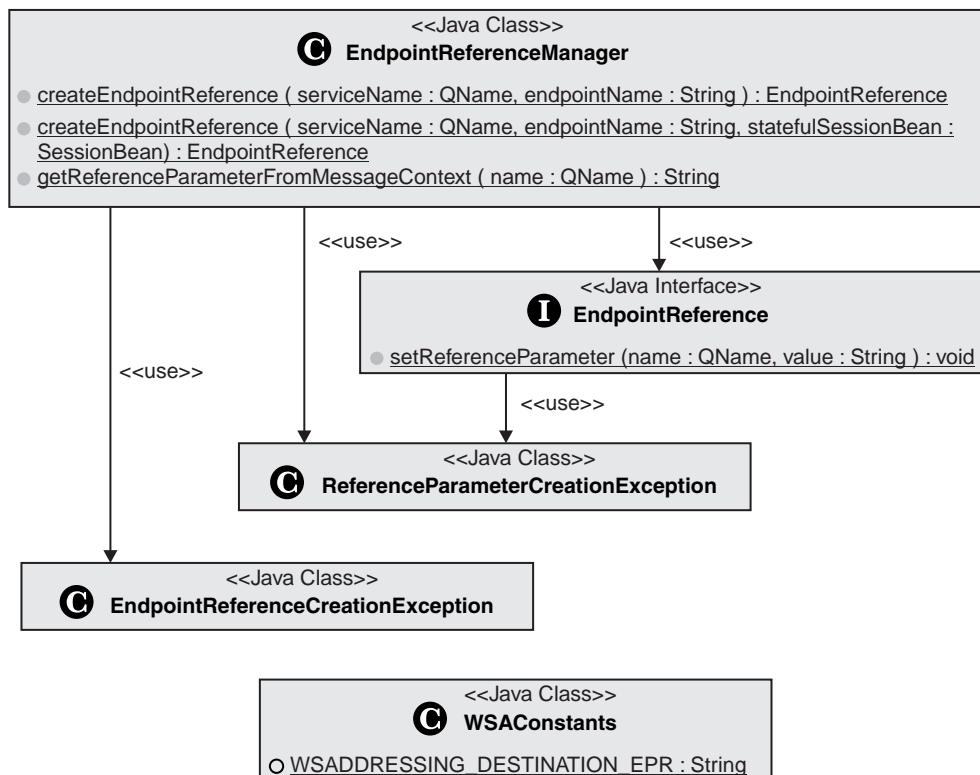 <<Java Class>>
C EndpointReferenceManager
createEndpointReference ( serviceName : QName, endpointName : String ) : EndpointReference
createEndpointReference ( serviceName : QName, endpointName : String, statefulSessionBean :
SessionBean) : EndpointReference
getReferenceParameterFromMessageContext ( name : QName ) : String
<<use>>
<<use>>
<<Java Interface>>
I EndpointReference
setReferenceParameter (name : QName, value : String ) : void
<<use>>
<<use>>
<<Java Class>>
C ReferenceParameterCreationException
<<Java Class>>
C EndpointReferenceCreationException
<<Java Class>>
C WSAConstants
WSADDRESSING_DESTINATION_EPR : String